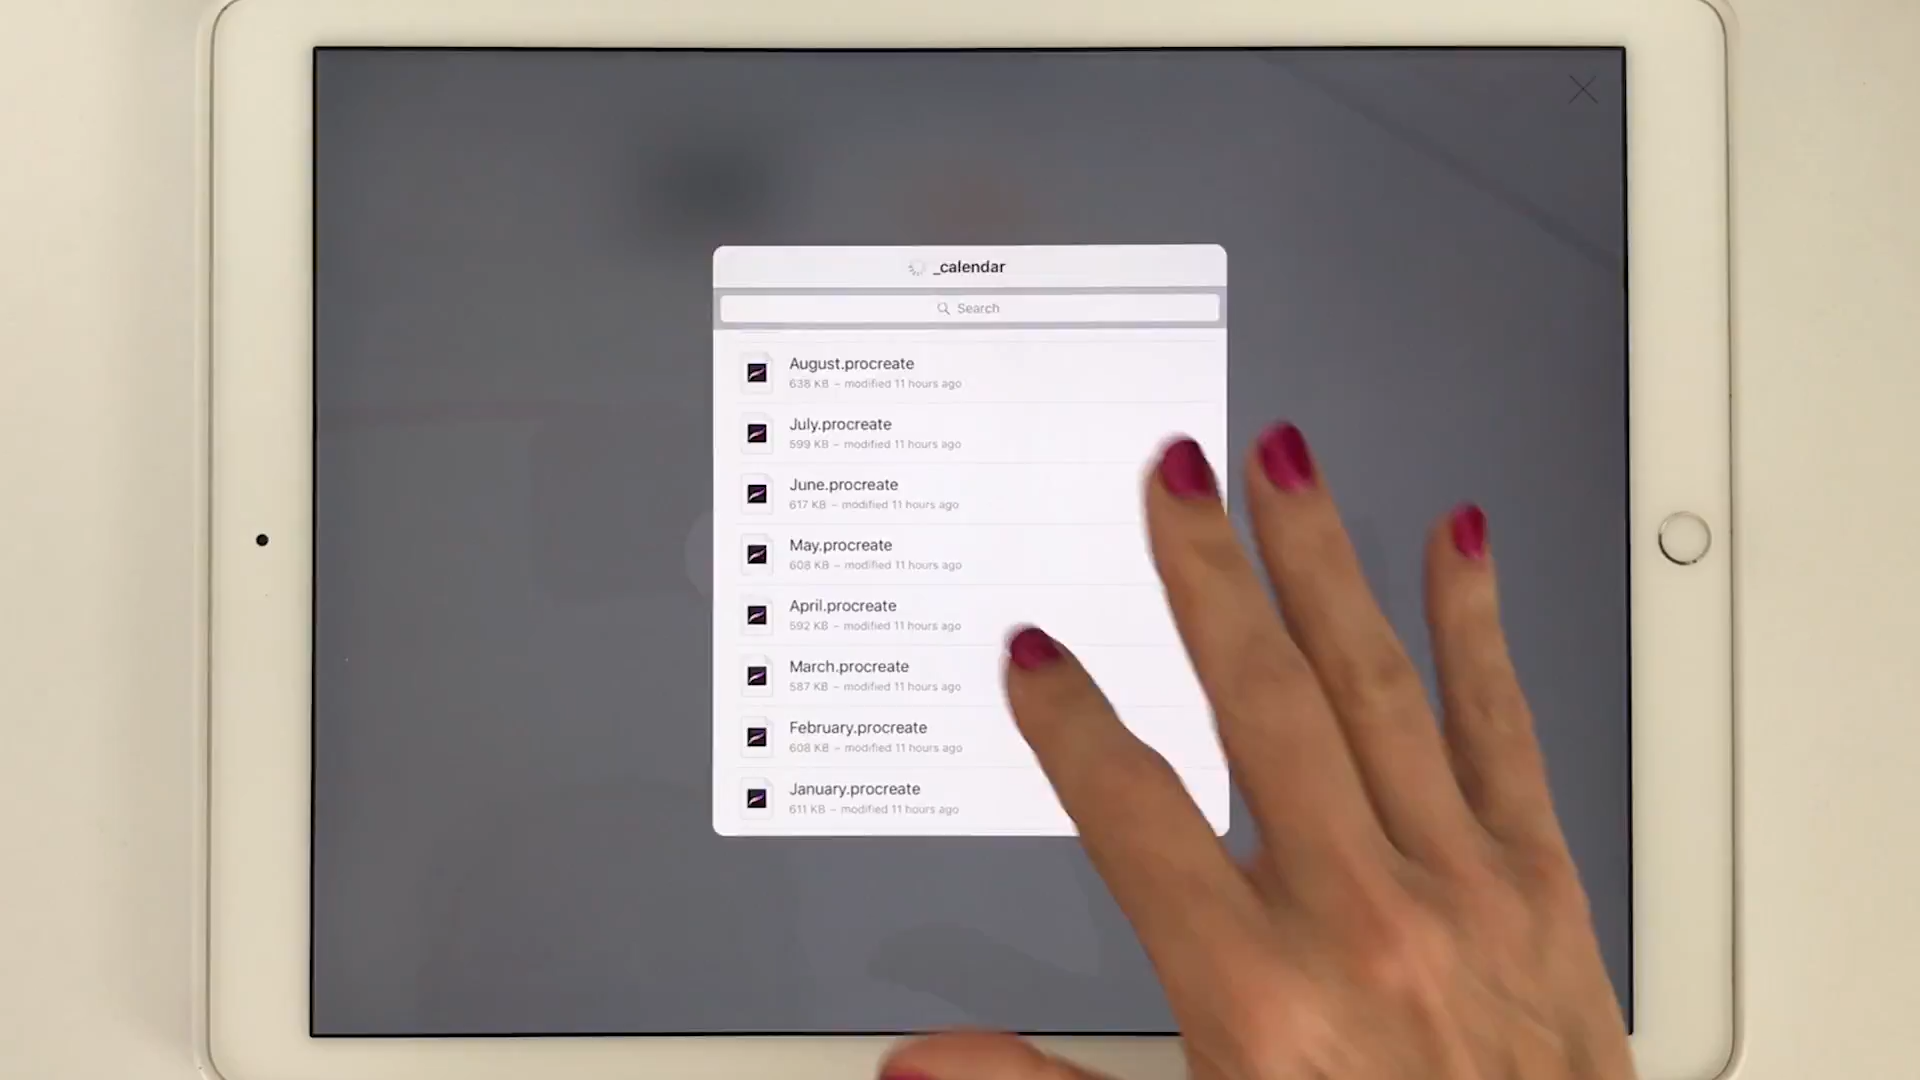 _calendar
Search
August.procreate
638 KB – modified 11 hours ago
July.procreate
599 KB – modified 11 hours ago
June.procreate
617 KB – modified 11 hours ago
May.procreate
608 KB – modified 11 hours ago
April.procreate
592 KB – modified 11 hours ago
March.procreate
587 KB – modified 11 hours ago
February.procreate
608 KB – modified 11 hours ago
January.procreate
611 KB – modified 11 hours ago